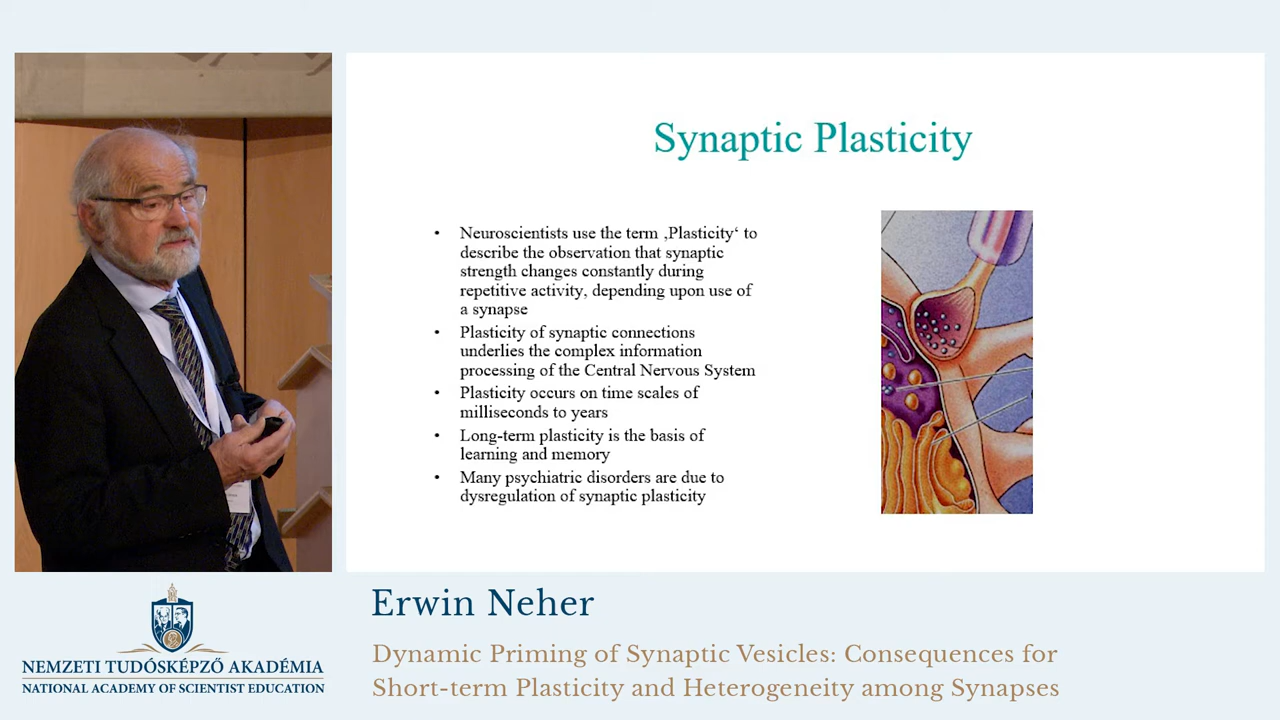 Synaptic Plasticity
• Neuroscientists use the term ‚Plasticity‘ to
describe the observation that synaptic
strength changes constantly during
repetitive activity, depending upon use of
a synapse
• Plasticity of synaptic connections
underlies the complex information
processing of the Central Nervous System
• Plasticity occurs on time scales of
milliseconds to years
• Long-term plasticity is the basis of
learning and memory
• Many psychiatric disorders are due to
dysregulation of synaptic plasticity
NEMZETI TUDÓSKÉPZŐ AKADÉMIA
NATIONAL ACADEMY OF SCIENTIST EDUCATION
Erwin Neher
Dynamic Priming of Synaptic Vesicles: Consequences for
Short-term Plasticity and Heterogeneity among Synapses